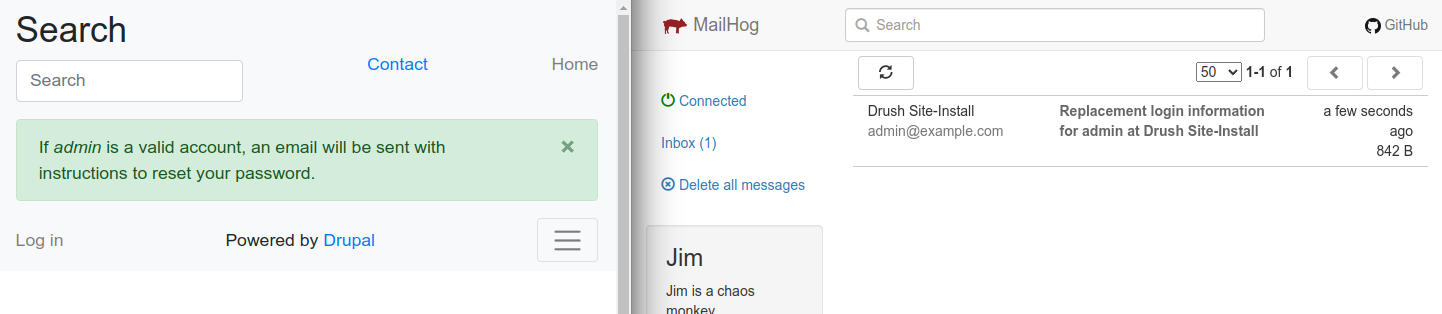 Search
Contact
Home
Search
If admin is a valid account, an email will be sent with
instructions to reset your password.
×
Log in
Powered by Drupal
MailHog
Search
GitHub
Connected
Inbox (1)
Delete all messages
Jim
Jim is a chaos
monkey
50 1-1 of 1
Drush Site-Install
admin@example.com
Replacement login information
for admin at Drush Site-Install
a few seconds
ago
842 B